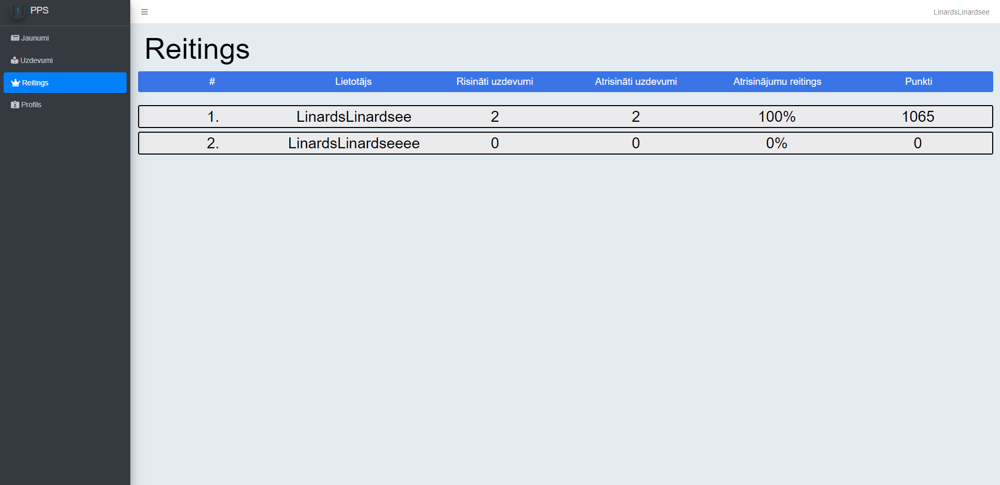 [1] PPS
LinardsLinardsee
Jaunumi
Uzdevumi
Reitings
Profils
Reitings
# Lietotājs Risināti uzdevumi Atrisināti uzdevumi Atrisinājumu reitings Punkti
1. LinardsLinardsee 2 2 100% 1065
2. LinardsLinardseeee 0 0 0% 0